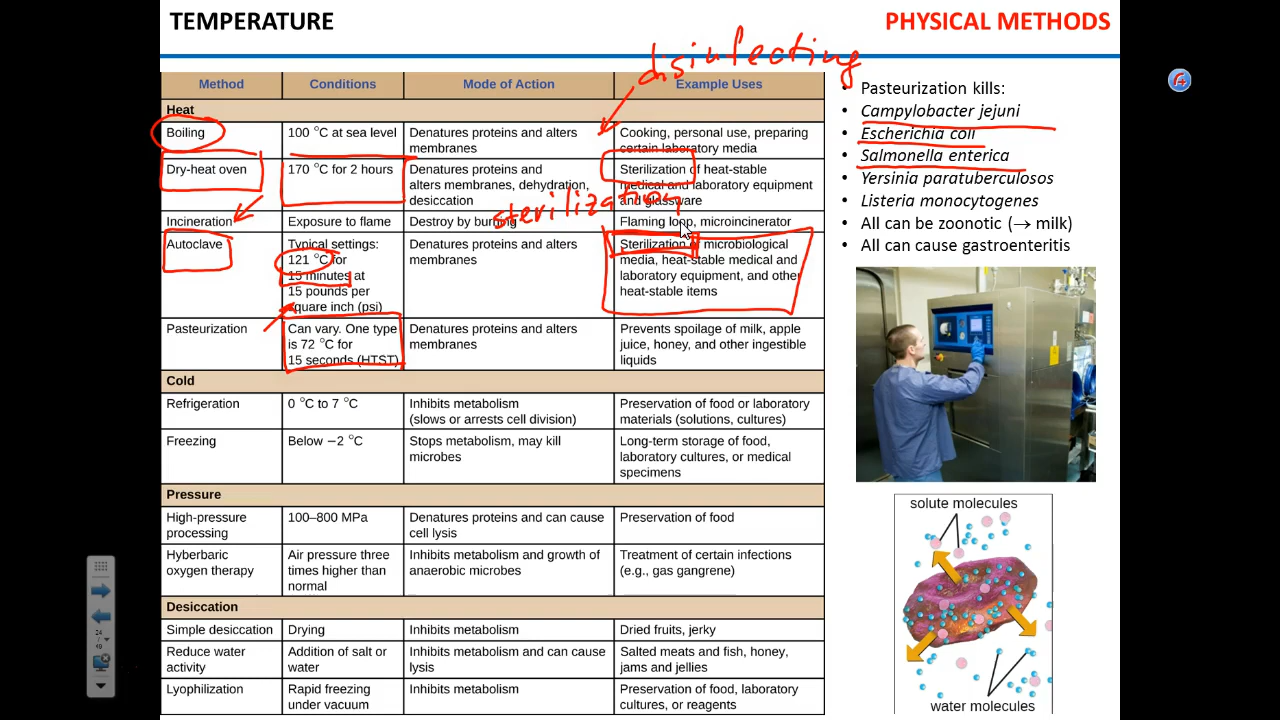 TEMPERATURE
PHYSICAL METHODS
disinfecting
Method Conditions Mode of Action Example Uses
Heat
Boiling
100 °C at sea level
Denatures proteins and alters
membranes
Cooking, personal use, preparing
certain laboratory media
Dry-heat oven
170 °C for 2 hours
Denatures proteins and
alters membranes, dehydration,
desiccation
Sterilization of heat-stable
medical and laboratory equipment
and glassware
sterilization
Incineration
Exposure to flame
Destroy by burning
Flaming loop, microincinerator
Autoclave
Typical settings:
121 °C for
15 minutes at
15 pounds per
square inch (psi)
Denatures proteins and alters
membranes
Sterilization of microbiological
media, heat-stable medical and
laboratory equipment, and other
heat-stable items
Pasteurization
Can vary. One type
is 72 °C for
15 seconds (HTST)
Denatures proteins and alters
membranes
Prevents spoilage of milk, apple
juice, honey, and other ingestible
liquids
Cold
Refrigeration
0 °C to 7 °C
Inhibits metabolism
(slows or arrests cell division)
Preservation of food or laboratory
materials (solutions, cultures)
Freezing
Below −2 °C
Stops metabolism, may kill
microbes
Long-term storage of food,
laboratory cultures, or medical
specimens
Pressure
High-pressure
processing
100–800 MPa
Denatures proteins and can cause
cell lysis
Preservation of food
Hyberbaric
oxygen therapy
Air pressure three
times higher than
normal
Inhibits metabolism and growth of
anaerobic microbes
Treatment of certain infections
(e.g., gas gangrene)
Desiccation
Simple desiccation
Drying
Inhibits metabolism
Dried fruits, jerky
Reduce water
activity
Addition of salt or
water
Inhibits metabolism and can cause
lysis
Salted meats and fish, honey,
jams and jellies
Lyophilization
Rapid freezing
under vacuum
Inhibits metabolism
Preservation of food, laboratory
cultures, or reagents
• Pasteurization kills:
• Campylobacter jejuni
• Escherichia coli
• Salmonella enterica
• Yersinia paratuberculosos
• Listeria monocytogenes
• All can be zoonotic (→ milk)
• All can cause gastroenteritis
solute molecules
water molecules
24
49